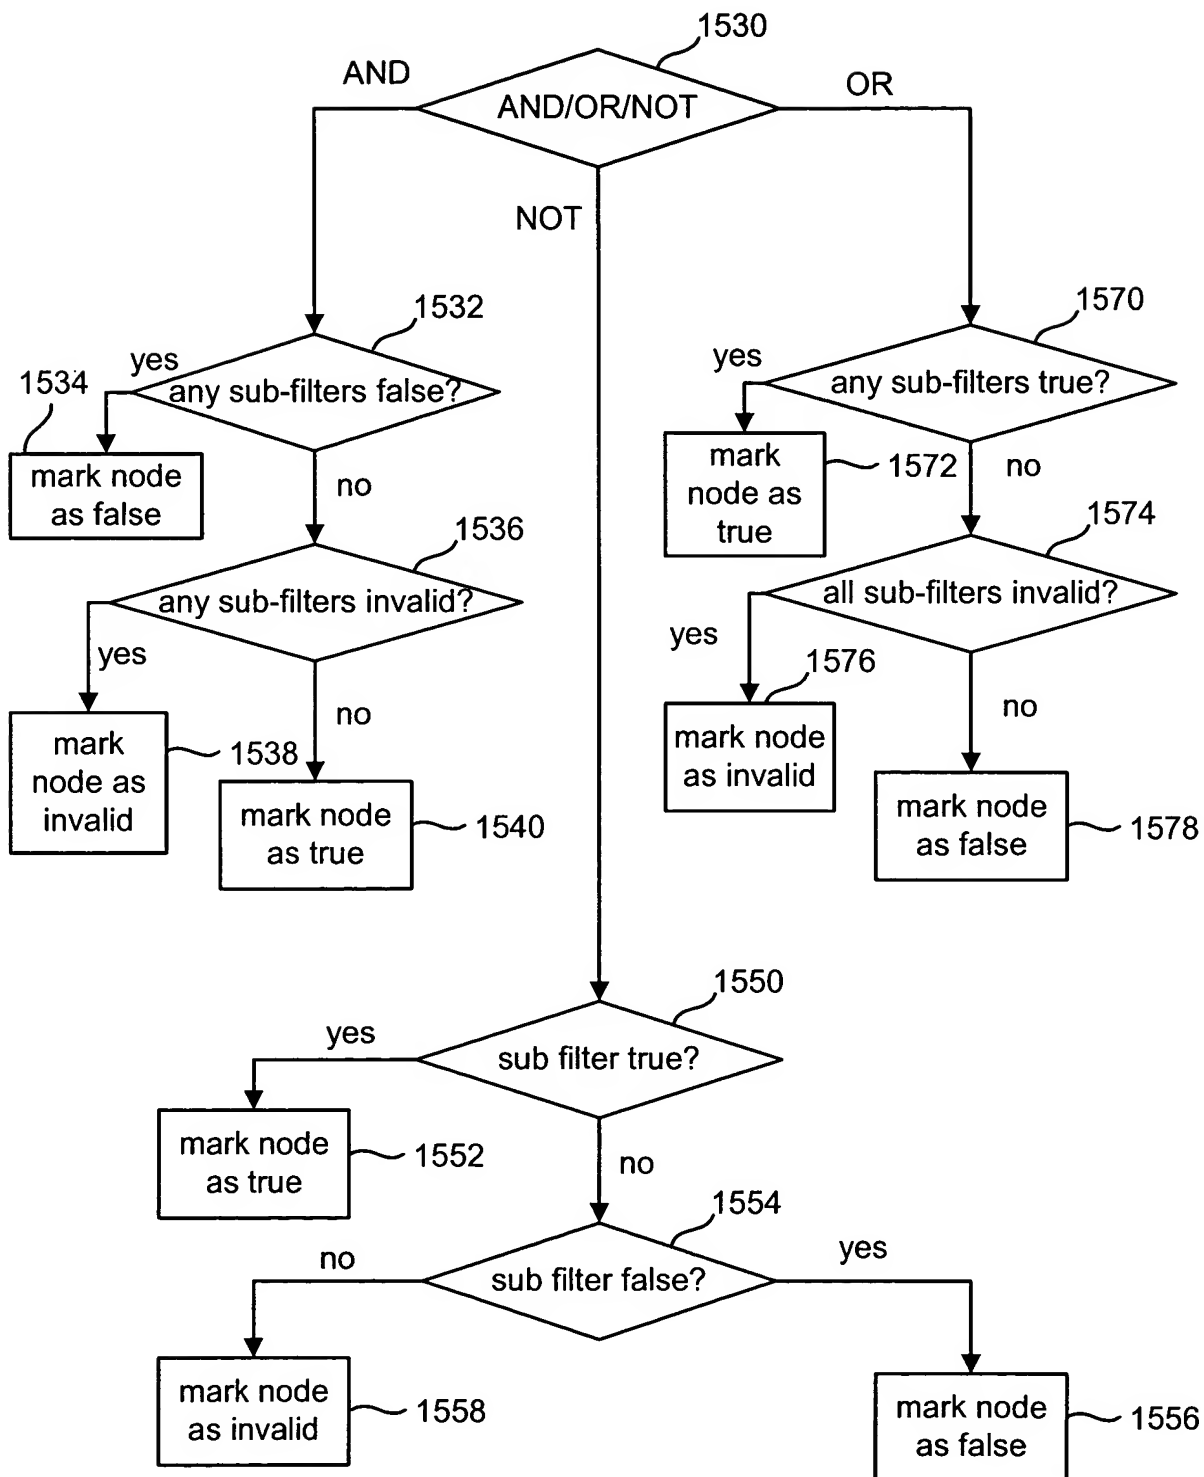 1530
AND
AND/OR/NOT
OR
NOT
1532
yes
any sub-filters false?
1534
mark node
as false
no
1536
any sub-filters invalid?
yes
mark
node as
invalid
1538
no
mark node
as true
1540
1570
yes
any sub-filters true?
mark
node as
true
1572
no
1574
all sub-filters invalid?
yes
1576
mark node
as invalid
no
mark node
as false
1578
1550
yes
sub filter true?
mark node
as true
1552
no
1554
no
sub filter false?
yes
mark node
as invalid
1558
mark node
as false
1556